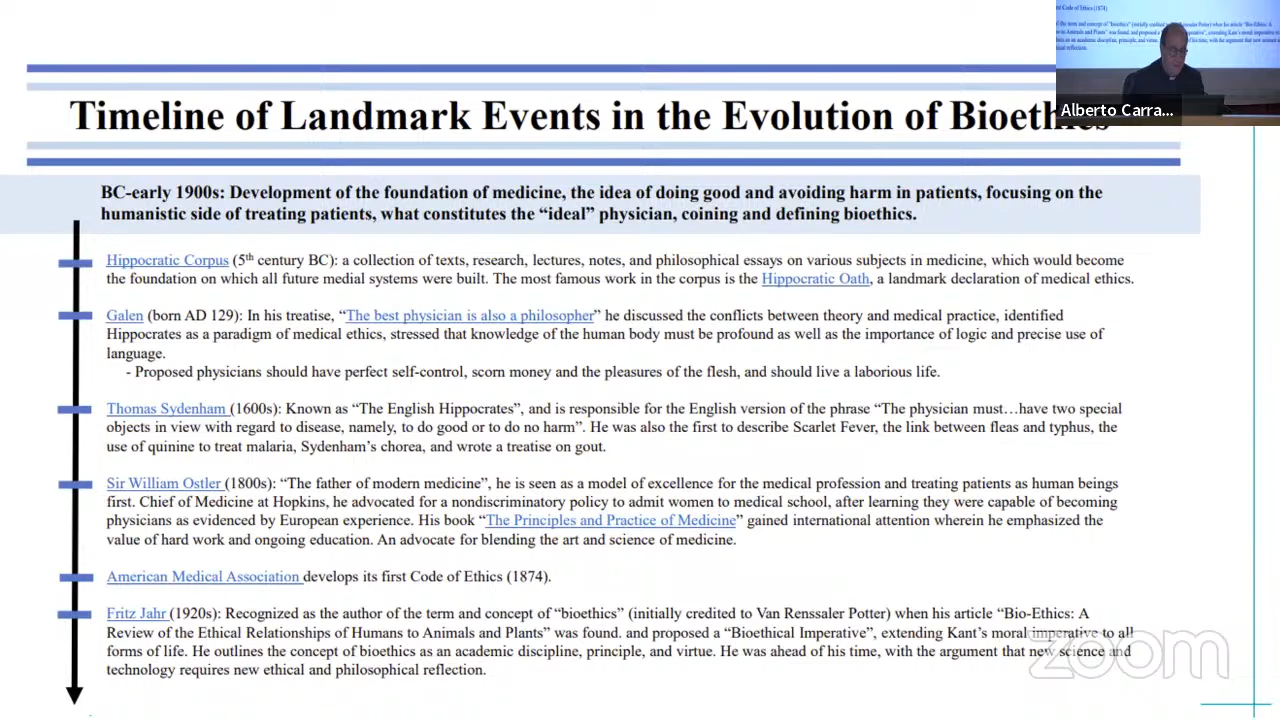 Timeline of Landmark Events in the Evolution of Bioethics
Alberto Carra...
BC-early 1900s: Development of the foundation of medicine, the idea of doing good and avoiding harm in patients, focusing on the
humanistic side of treating patients, what constitutes the “ideal” physician, coining and defining bioethics.
Hippocratic Corpus (5th century BC): a collection of texts, research, lectures, notes, and philosophical essays on various subjects in medicine, which would become
the foundation on which all future medial systems were built. The most famous work in the corpus is the Hippocratic Oath, a landmark declaration of medical ethics.
Galen (born AD 129): In his treatise, “The best physician is also a philosopher” he discussed the conflicts between theory and medical practice, identified
Hippocrates as a paradigm of medical ethics, stressed that knowledge of the human body must be profound as well as the importance of logic and precise use of
language.
- Proposed physicians should have perfect self-control, scorn money and the pleasures of the flesh, and should live a laborious life.
Thomas Sydenham (1600s): Known as “The English Hippocrates”, and is responsible for the English version of the phrase “The physician must…have two special
objects in view with regard to disease, namely, to do good or to do no harm”. He was also the first to describe Scarlet Fever, the link between fleas and typhus, the
use of quinine to treat malaria, Sydenham’s chorea, and wrote a treatise on gout.
Sir William Ostler (1800s): “The father of modern medicine”, he is seen as a model of excellence for the medical profession and treating patients as human beings
first. Chief of Medicine at Hopkins, he advocated for a nondiscriminatory policy to admit women to medical school, after learning they were capable of becoming
physicians as evidenced by European experience. His book “The Principles and Practice of Medicine” gained international attention wherein he emphasized the
value of hard work and ongoing education. An advocate for blending the art and science of medicine.
American Medical Association develops its first Code of Ethics (1874).
Fritz Jahr (1920s): Recognized as the author of the term and concept of “bioethics” (initially credited to Van Renssaler Potter) when his article “Bio-Ethics: A
Review of the Ethical Relationships of Humans to Animals and Plants” was found. and proposed a “Bioethical Imperative”, extending Kant’s moral imperative to all
forms of life. He outlines the concept of bioethics as an academic discipline, principle, and virtue. He was ahead of his time, with the argument that new science and
technology requires new ethical and philosophical reflection.
zoom